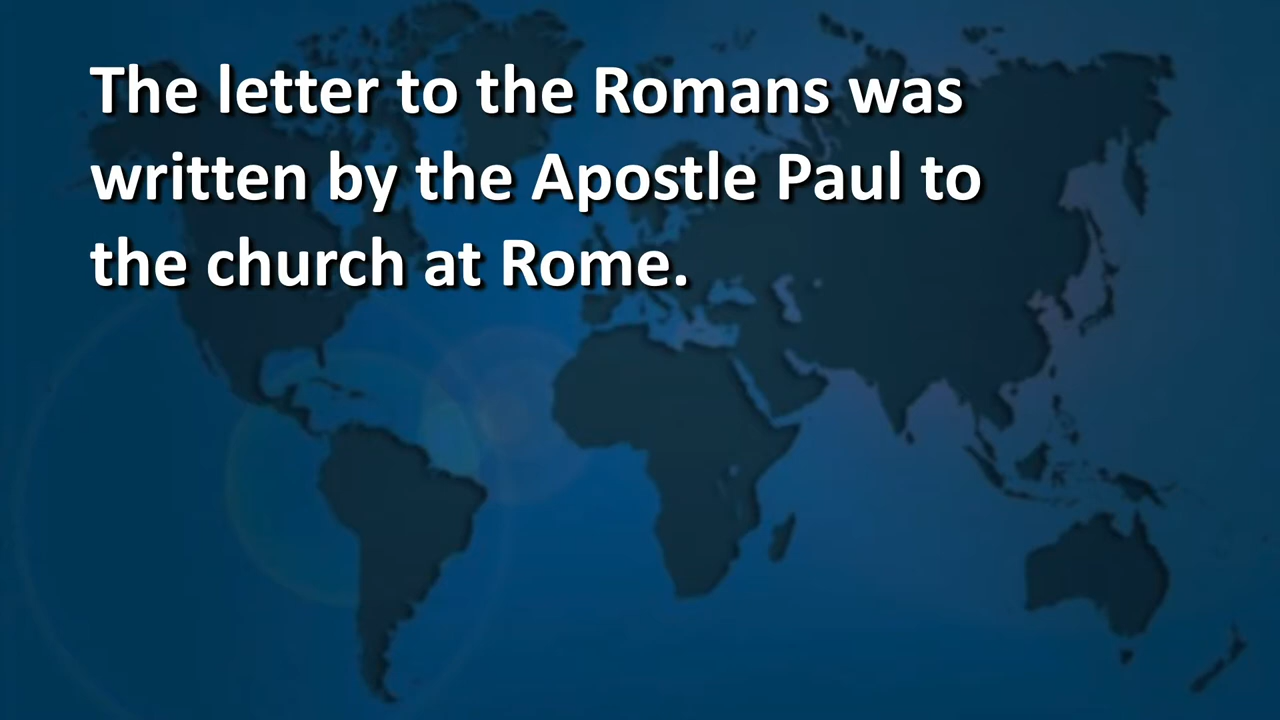 The letter to the Romans was
written by the Apostle Paul to
the church at Rome.